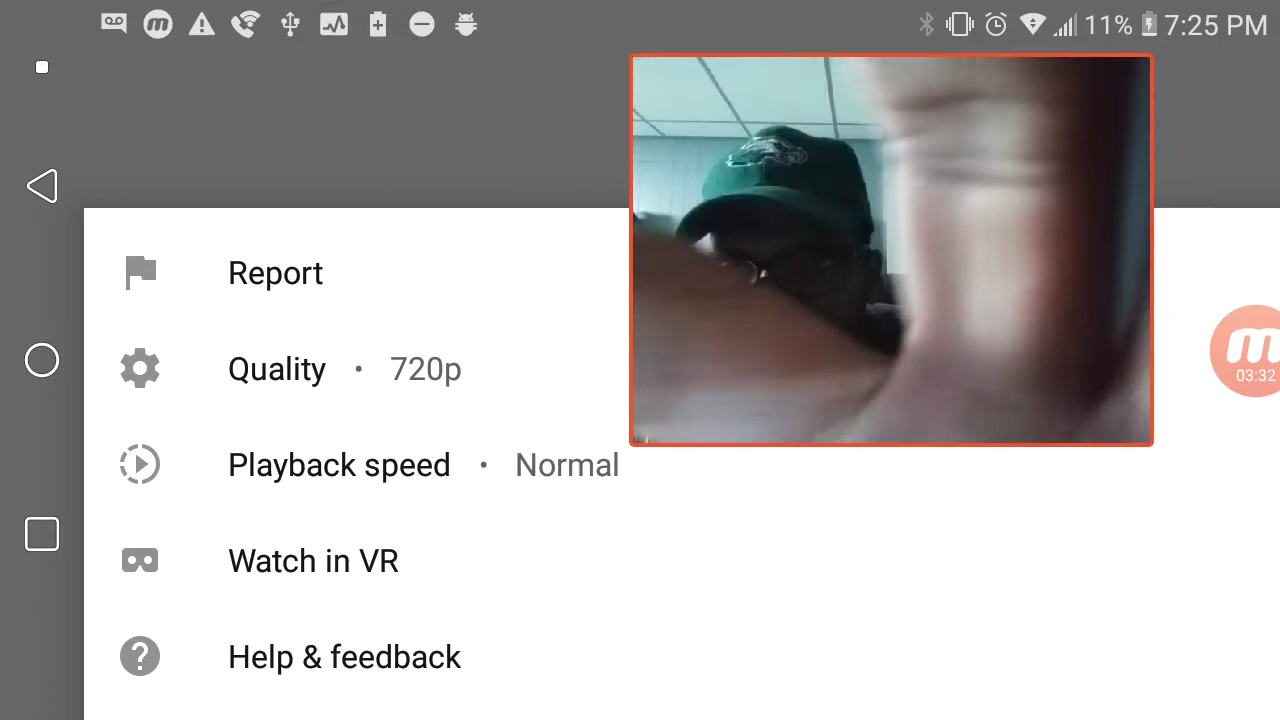 11% 7:25 PM
Report
Quality • 720p
m
03:32
Playback speed • Normal
Watch in VR
Help & feedback